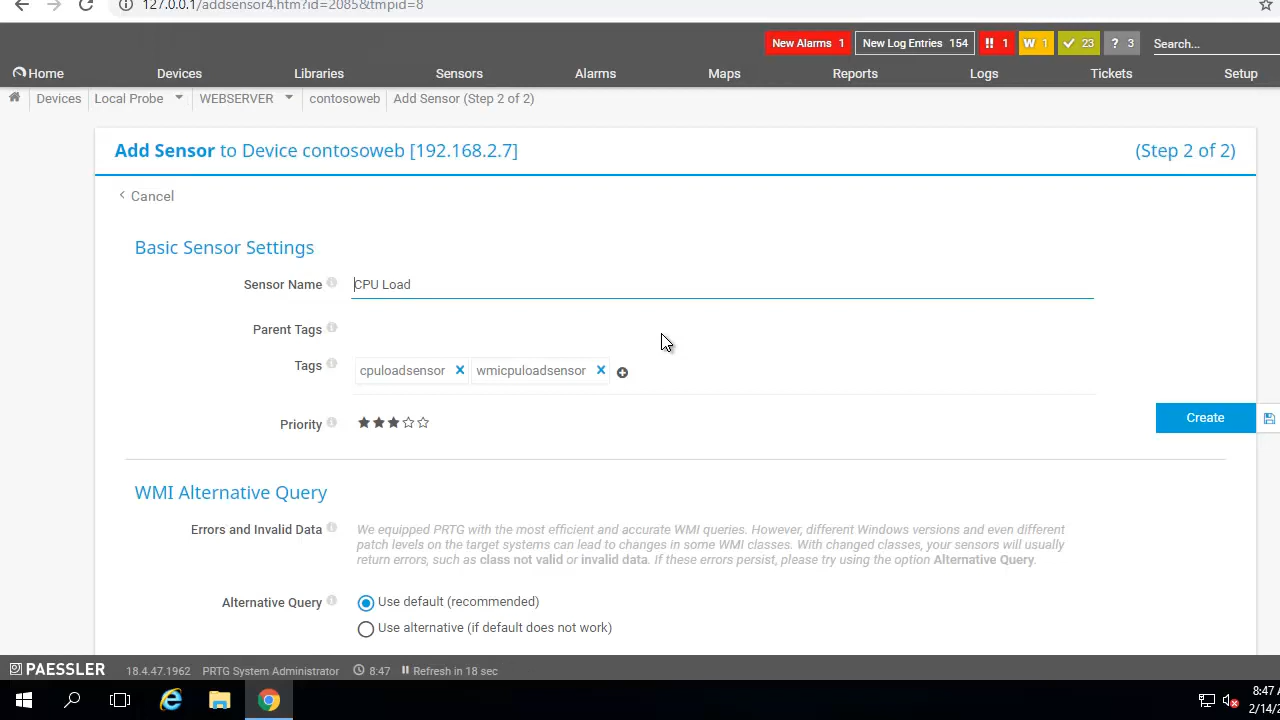 127.0.0.1/addsensor4.htm?id=2085&tmpid=8
New Alarms 1
New Log Entries 154
!! 1
W 1
23
? 3
Search...
Home
Devices
Libraries
Sensors
Alarms
Maps
Reports
Logs
Tickets
Setup
Devices
Local Probe
WEBSERVER
contosoweb
Add Sensor (Step 2 of 2)
Add Sensor to Device contosoweb [192.168.2.7]
(Step 2 of 2)
< Cancel
Basic Sensor Settings
Sensor Name
CPU Load
Parent Tags
Tags
cpuloadsensor x
wmicpuloadsensor x
Priority
Create
WMI Alternative Query
Errors and Invalid Data
We equipped PRTG with the most efficient and accurate WMI queries. However, different Windows versions and even different
patch levels on the target systems can lead to changes in some WMI classes. With changed classes, your sensors will usually
return errors, such as class not valid or invalid data. If these errors persist, please try using the option Alternative Query.
Alternative Query
Use default (recommended)
Use alternative (if default does not work)
PAESSLER
18.4.47.1962
PRTG System Administrator
8:47
Refresh in 18 sec
8:47
2/14/2